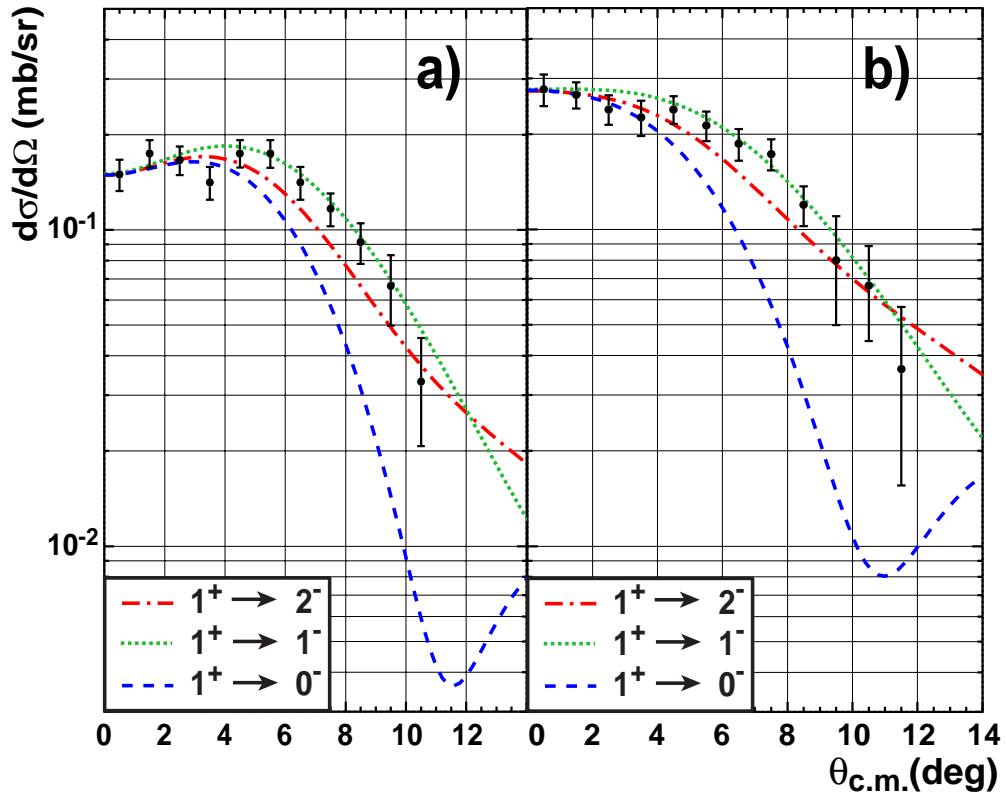 dσ/dΩ (mb/sr)
a)
b)
10⁻¹
10⁻²
1⁺ → 2⁻
1⁺ → 1⁻
1⁺ → 0⁻
1⁺ → 2⁻
1⁺ → 1⁻
1⁺ → 0⁻
0 2 4 6 8 10 12
0 2 4 6 8 10 12 14
θc.m.(deg)